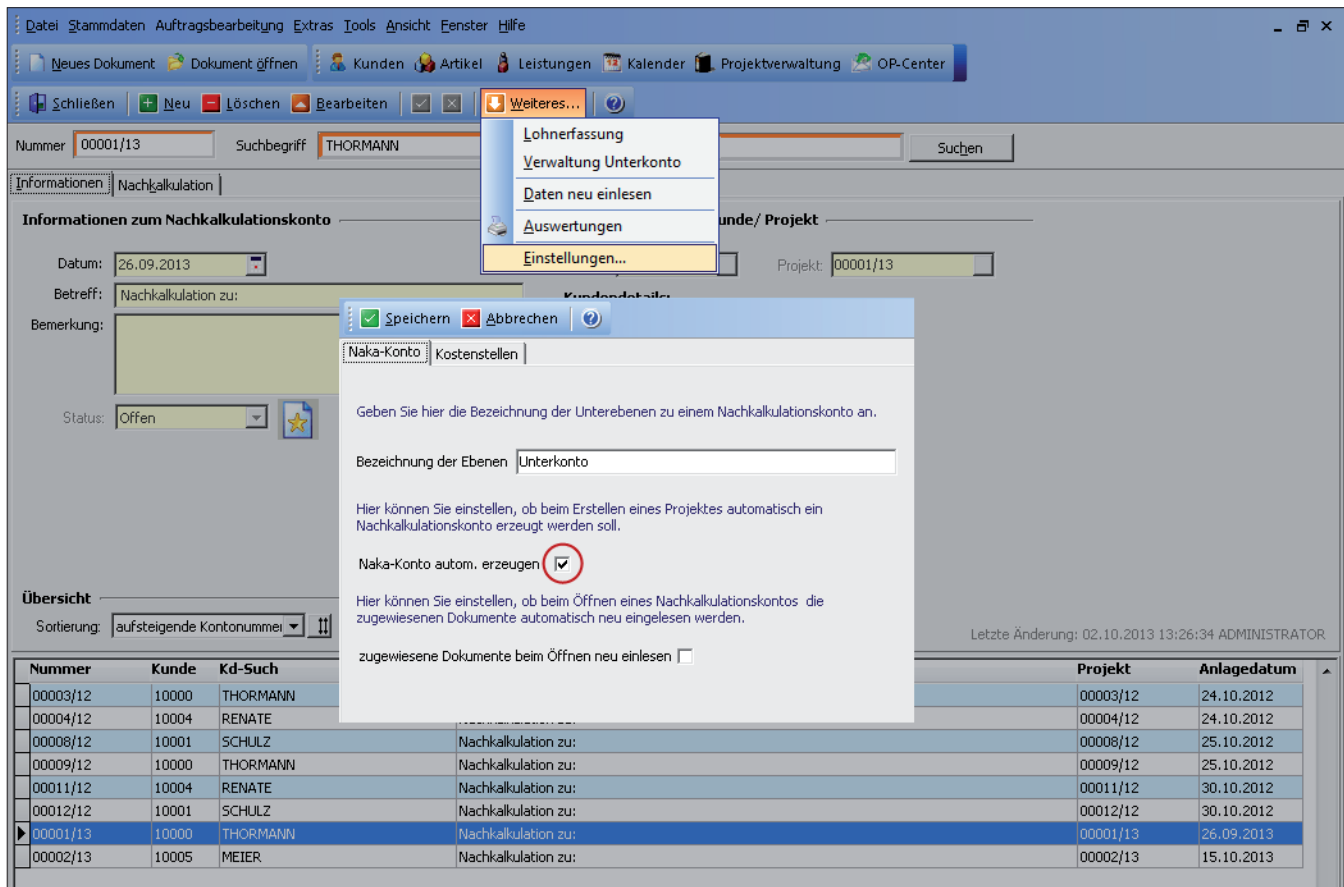 Datei Stammdaten Auftragsbearbeitung Extras Tools Ansicht Fenster Hilfe
Neues Dokument Dokument öffnen Kunden Artikel Leistungen Kalender Projektverwaltung OP-Center
Schließen Neu Löschen Bearbeiten Weiteres...
Lohnerfassung
Verwaltung Unterkonto
Daten neu einlesen
Auswertungen
Einstellungen...
Nummer 00001/13 Suchbegriff THORMANN Suchen
Informationen Nachkalkulation
Informationen zum Nachkalkulationskonto unde/ Projekt
Datum: 26.09.2013 Projekt: 00001/13
Betreff: Nachkalkulation zu: Kundendetails:
Bemerkung:
Status: Offen
Speichern Abbrechen
Naka-Konto Kostenstellen
Geben Sie hier die Bezeichnung der Unterebenen zu einem Nachkalkulationskonto an.
Bezeichnung der Ebenen Unterkonto
Hier können Sie einstellen, ob beim Erstellen eines Projektes automatisch ein
Nachkalkulationskonto erzeugt werden soll.
Naka-Konto autom. erzeugen
Hier können Sie einstellen, ob beim Öffnen eines Nachkalkulationskontos die
zugewiesenen Dokumente automatisch neu eingelesen werden.
zugewiesene Dokumente beim Öffnen neu einlesen
Übersicht
Sortierung: aufsteigende Kontonummer
Letzte Änderung: 02.10.2013 13:26:34 ADMINISTRATOR
Nummer Kunde Kd-Such Projekt Anlagedatum
00003/12 10000 THORMANN 00003/12 24.10.2012
00004/12 10004 RENATE Nachkalkulation zu: 00004/12 24.10.2012
00008/12 10001 SCHULZ Nachkalkulation zu: 00008/12 25.10.2012
00009/12 10000 THORMANN Nachkalkulation zu: 00009/12 25.10.2012
00011/12 10004 RENATE Nachkalkulation zu: 00011/12 30.10.2012
00012/12 10001 SCHULZ Nachkalkulation zu: 00012/12 30.10.2012
00001/13 10000 THORMANN Nachkalkulation zu: 00001/13 26.09.2013
00002/13 10005 MEIER Nachkalkulation zu: 00002/13 15.10.2013